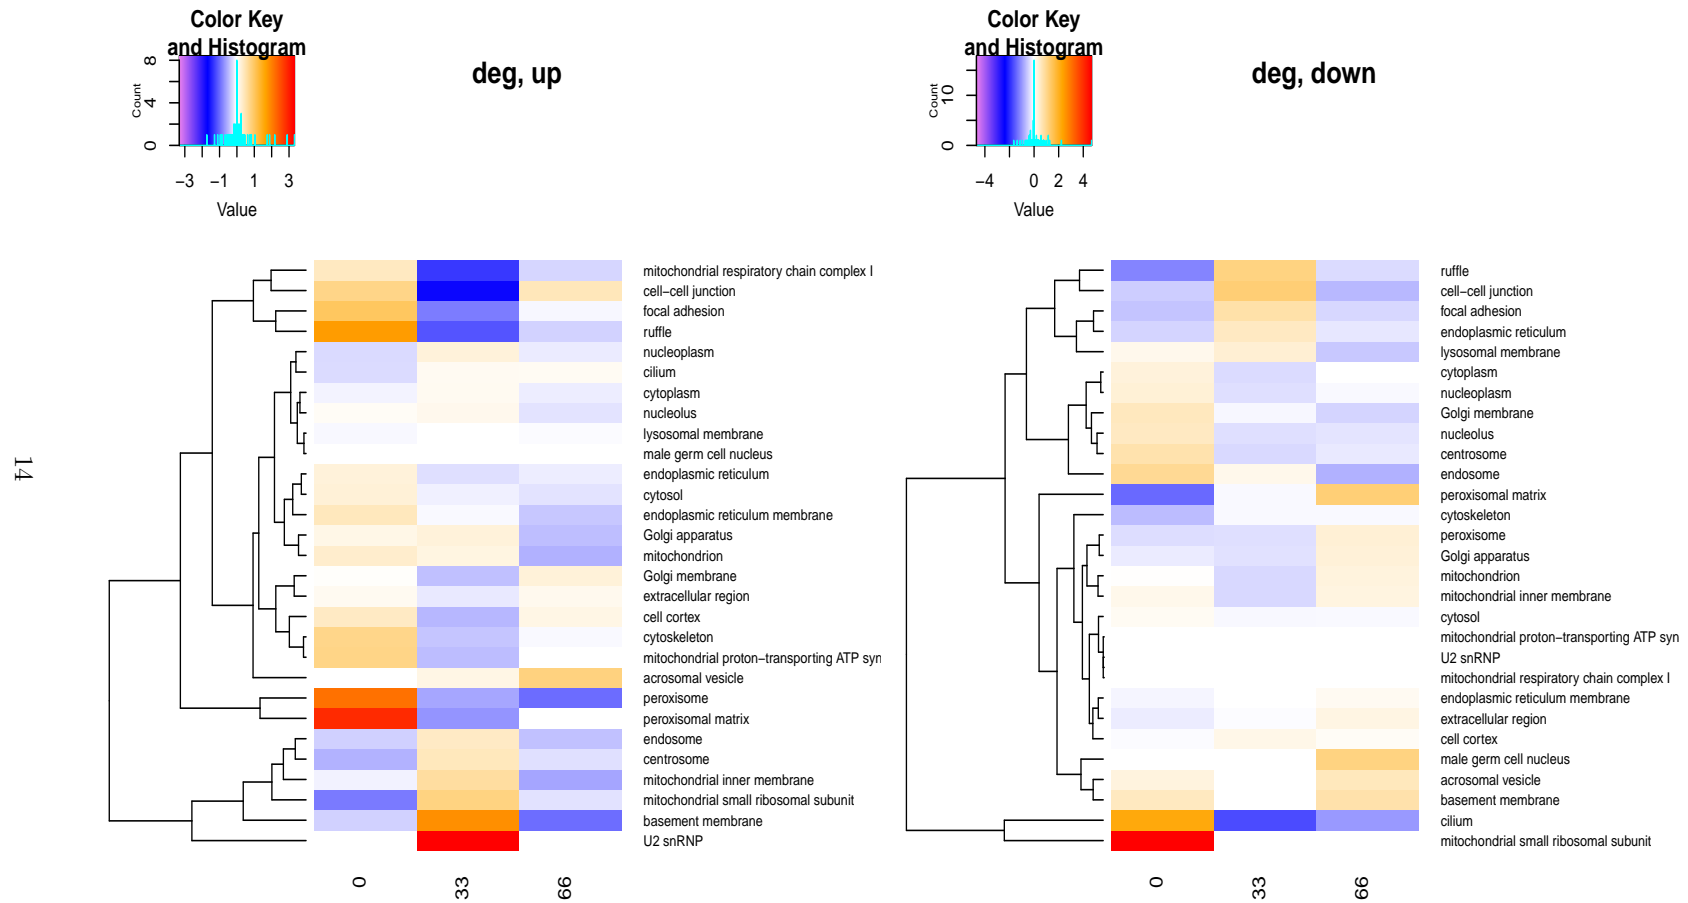 Color Key
and Histogram
deg, up
Count
0 4 8
−3 −1 1 3
Value
mitochondrial respiratory chain complex I
cell−cell junction
focal adhesion
ruffle
nucleoplasm
cilium
cytoplasm
nucleolus
lysosomal membrane
male germ cell nucleus
endoplasmic reticulum
cytosol
endoplasmic reticulum membrane
Golgi apparatus
mitochondrion
Golgi membrane
extracellular region
cell cortex
cytoskeleton
mitochondrial proton−transporting ATP syn
acrosomal vesicle
peroxisome
peroxisomal matrix
endosome
centrosome
mitochondrial inner membrane
mitochondrial small ribosomal subunit
basement membrane
U2 snRNP
0 33 66
Color Key
and Histogram
deg, down
Count
0 10
−4 0 2 4
Value
ruffle
cell−cell junction
focal adhesion
endoplasmic reticulum
lysosomal membrane
cytoplasm
nucleoplasm
Golgi membrane
nucleolus
centrosome
endosome
peroxisomal matrix
cytoskeleton
peroxisome
Golgi apparatus
mitochondrion
mitochondrial inner membrane
cytosol
mitochondrial proton−transporting ATP syn
U2 snRNP
mitochondrial respiratory chain complex I
endoplasmic reticulum membrane
extracellular region
cell cortex
male germ cell nucleus
acrosomal vesicle
basement membrane
cilium
mitochondrial small ribosomal subunit
0 33 66
14